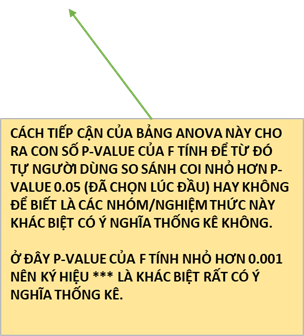 CÁCH TIẾP CẬN CỦA BẢNG ANOVA NÀY CHO
RA CON SỐ P-VALUE CỦA F TÍNH ĐỂ TỪ ĐÓ
TỰ NGƯỜI DÙNG SO SÁNH COI NHỎ HƠN P-
VALUE 0.05 (ĐÃ CHỌN LÚC ĐẦU) HAY KHÔNG
ĐỂ BIẾT LÀ CÁC NHÓM/NGHIỆM THỨC NÀY
KHÁC BIỆT CÓ Ý NGHĨA THỐNG KÊ KHÔNG.
Ở ĐÂY P-VALUE CỦA F TÍNH NHỎ HƠN 0.001
NÊN KÝ HIỆU *** LÀ KHÁC BIỆT RẤT CÓ Ý
NGHĨA THỐNG KÊ.